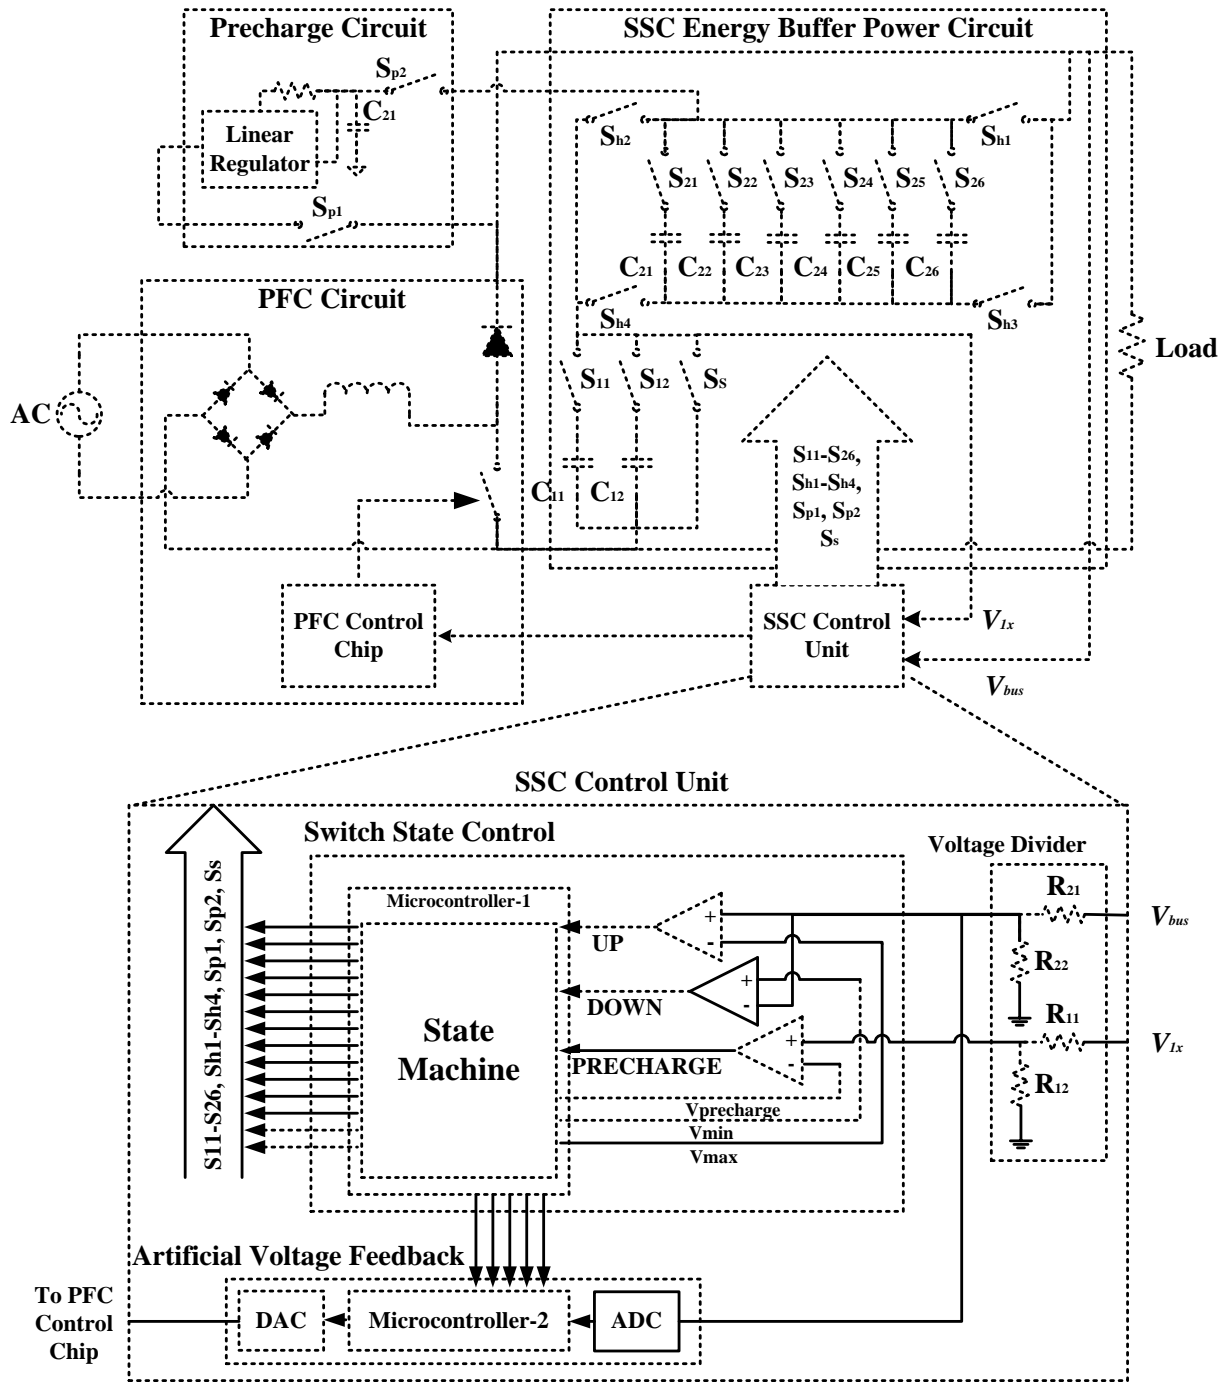 Precharge Circuit
SSC Energy Buffer Power Circuit
Sp2
C21
Linear
Regulator
Sp1
Sh2
Sh1
S21
S22
S23
S24
S25
S26
C21
C22
C23
C24
C25
C26
Sh4
Sh3
PFC Circuit
Load
AC
S11
S12
SS
C11
C12
S11-S26,
Sh1-Sh4,
Sp1, Sp2
Ss
PFC Control
Chip
SSC Control
Unit
V1x
Vbus
SSC Control Unit
Switch State Control
Voltage Divider
Microcontroller-1
R21
Vbus
R22
R11
V1x
R12
+
-
UP
+
-
DOWN
+
-
PRECHARGE
State
Machine
Vprecharge
Vmin
Vmax
S11-S26, Sh1-Sh4, Sp1, Sp2, Ss
Artificial Voltage Feedback
To PFC
Control
Chip
DAC
Microcontroller-2
ADC